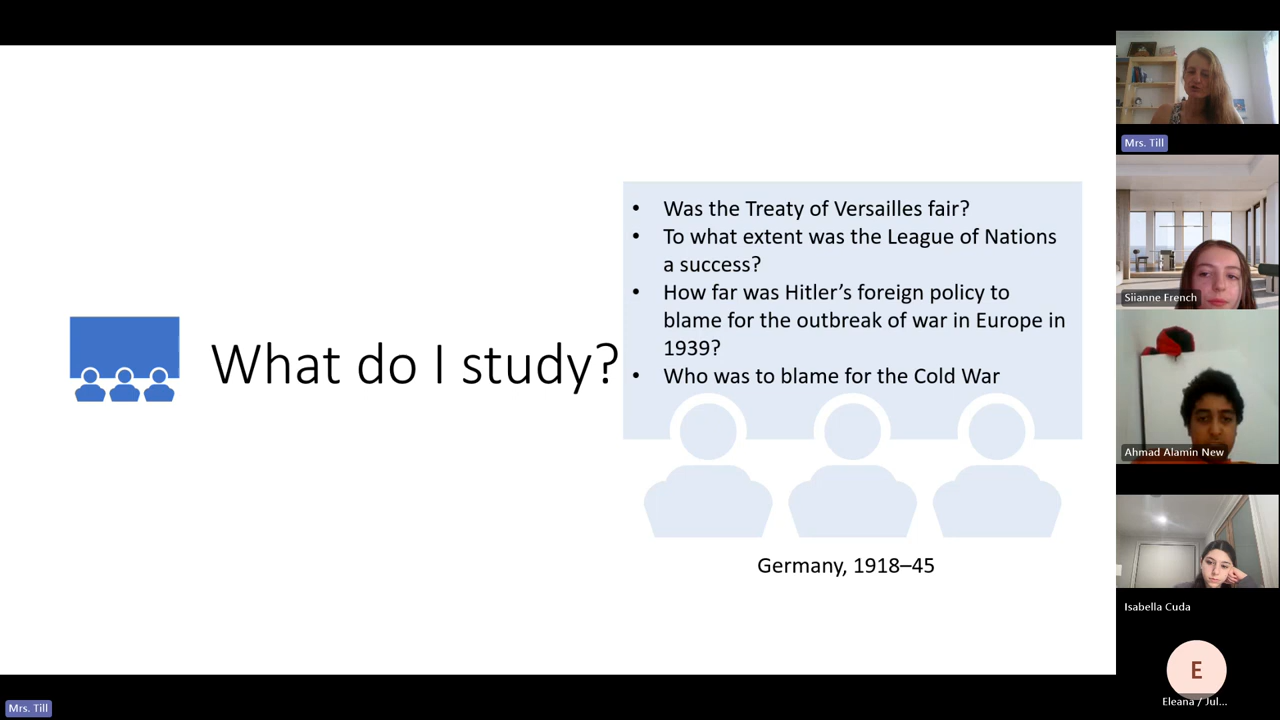 What do I study?
• Was the Treaty of Versailles fair?
• To what extent was the League of Nations
a success?
• How far was Hitler’s foreign policy to
blame for the outbreak of war in Europe in
1939?
• Who was to blame for the Cold War
Germany, 1918–45
Mrs. Till
Mrs. Till
Siianne French
Ahmad Alamin New
Isabella Cuda
E
Eleana / Jul...